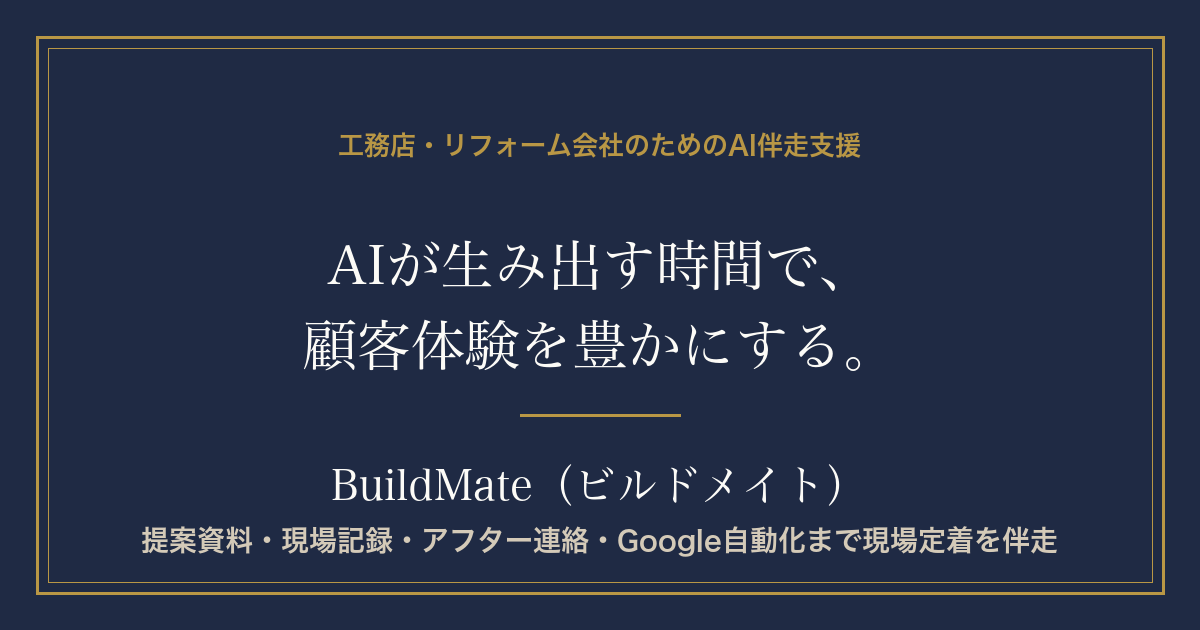 工務店・リフォーム会社のためのAI伴走支援
AIが生み出す時間で、
顧客体験を豊かにする。
BuildMate（ビルドメイト）
提案資料・現場記録・アフター連絡・Google自動化まで現場定着を伴走